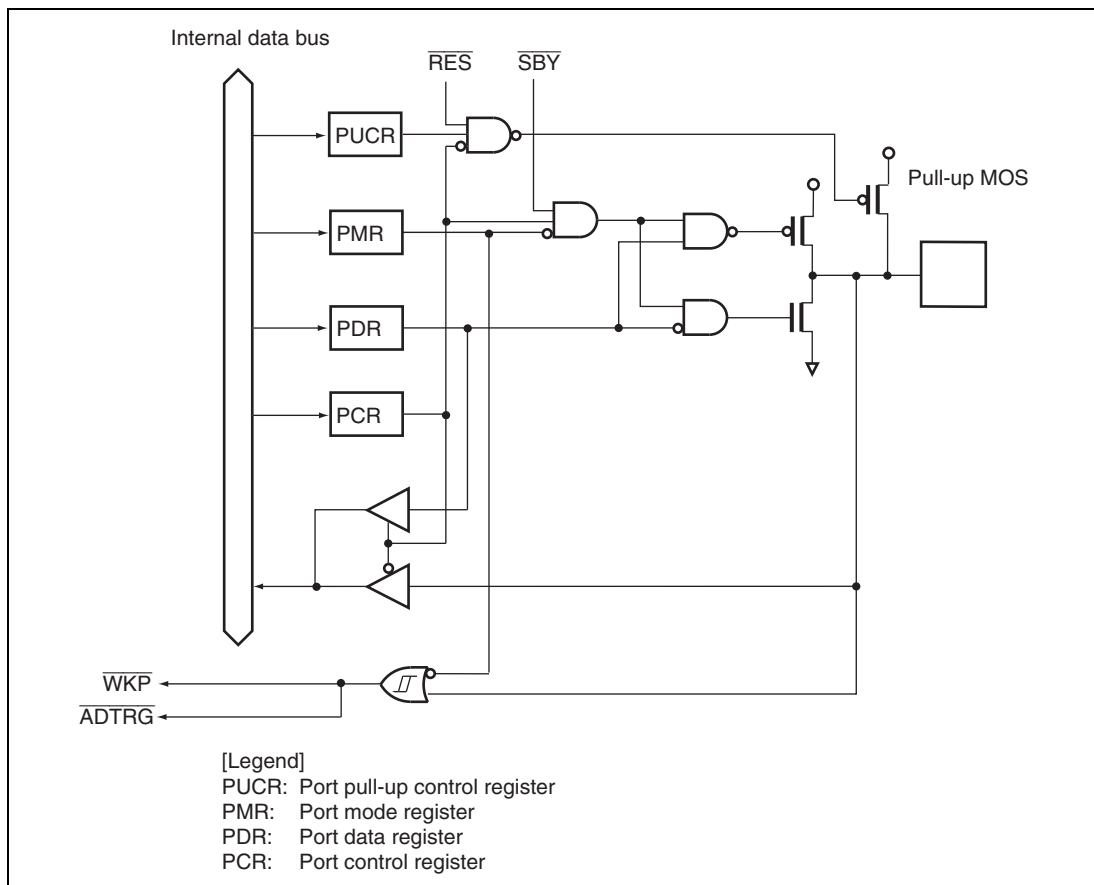 Internal data bus
RES
SBY
PUCR
Pull-up MOS
PMR
PDR
PCR
WKP
ADTRG
[Legend]
PUCR: Port pull-up control register
PMR: Port mode register
PDR: Port data register
PCR: Port control register